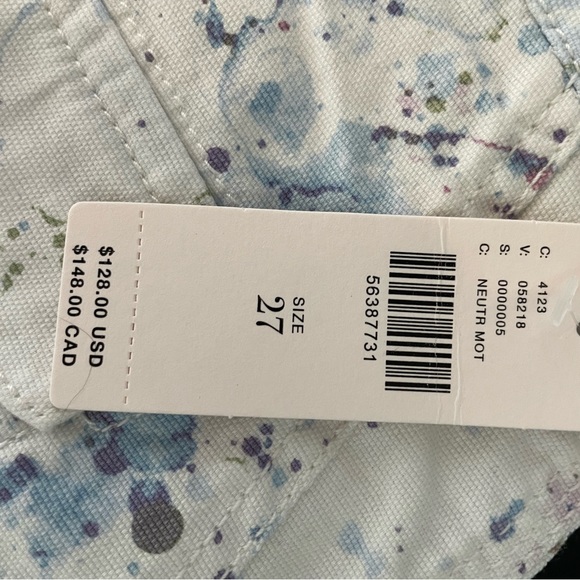 C: 4123
V: 058218
S: 0000005
C: NEUTR MOT
56387731
SIZE
27
$128.00 USD
$148.00 CAD